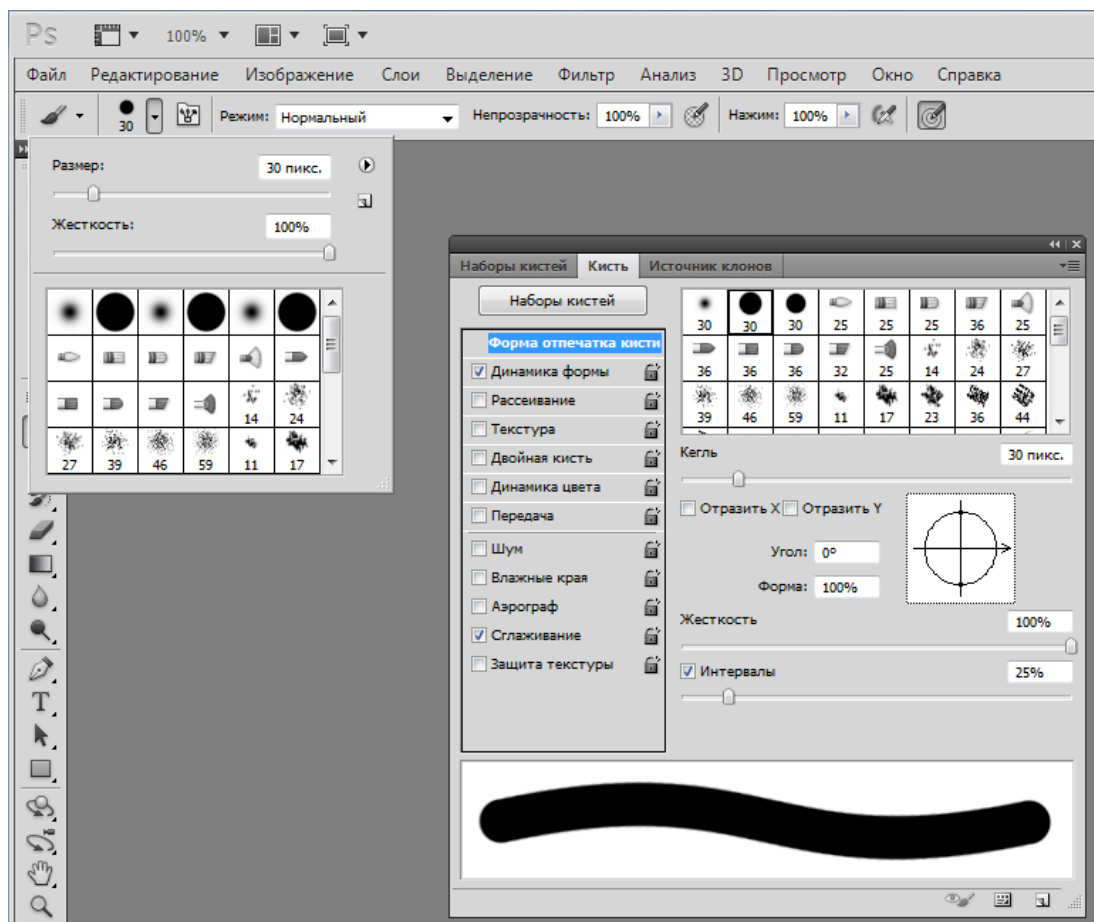 Ps 100%
Файл Редактирование Изображение Слои Выделение Фильтр Анализ 3D Просмотр Окно Справка
30 Режим: Нормальный Непрозрачность: 100% Нажим: 100%
Размер: 30 пикс.
Жесткость: 100%
14 24
27 39 46 59 11 17
Наборы кистей Кисть Источник клонов
Наборы кистей
Форма отпечатка кисти
Динамика формы
Рассеивание
Текстура
Двойная кисть
Динамика цвета
Передача
Шум
Влажные края
Аэрограф
Сглаживание
Защита текстуры
30 30 30 25 25 25 36 25
36 36 36 32 25 14 24 27
39 46 59 11 17 23 36 44
Кегль 30 пикс.
Отразить X Отразить Y
Угол: 0º
Форма: 100%
Жесткость 100%
Интервалы 25%
T